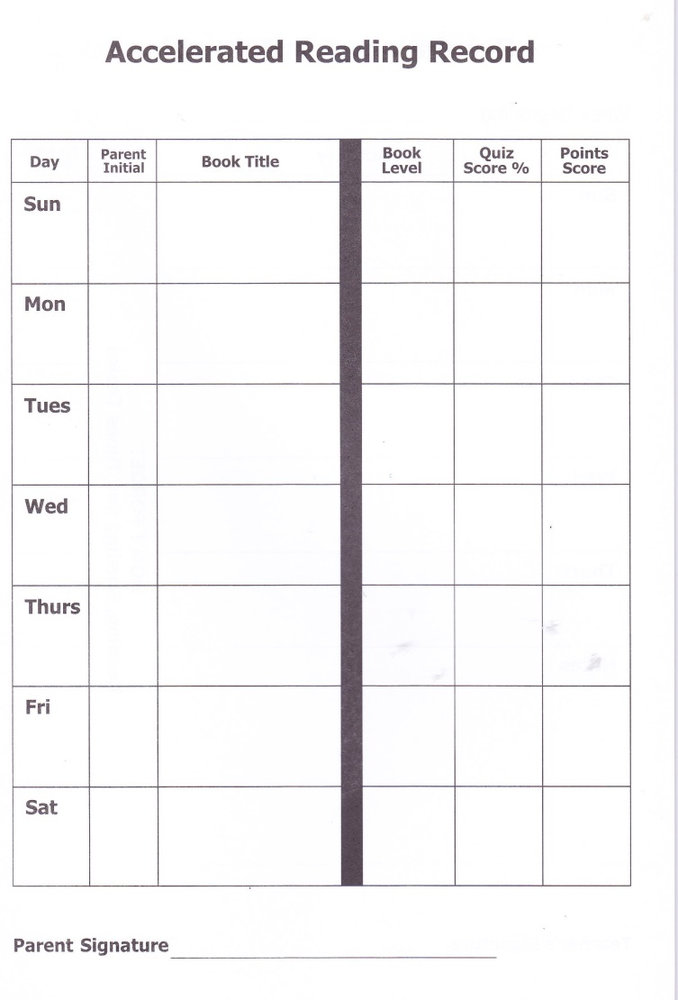 Accelerated Reading Record
Day
Parent
Initial
Book Title
Book
Level
Quiz
Score %
Points
Score
Sun
Mon
Tues
Wed
Thurs
Fri
Sat
Parent Signature